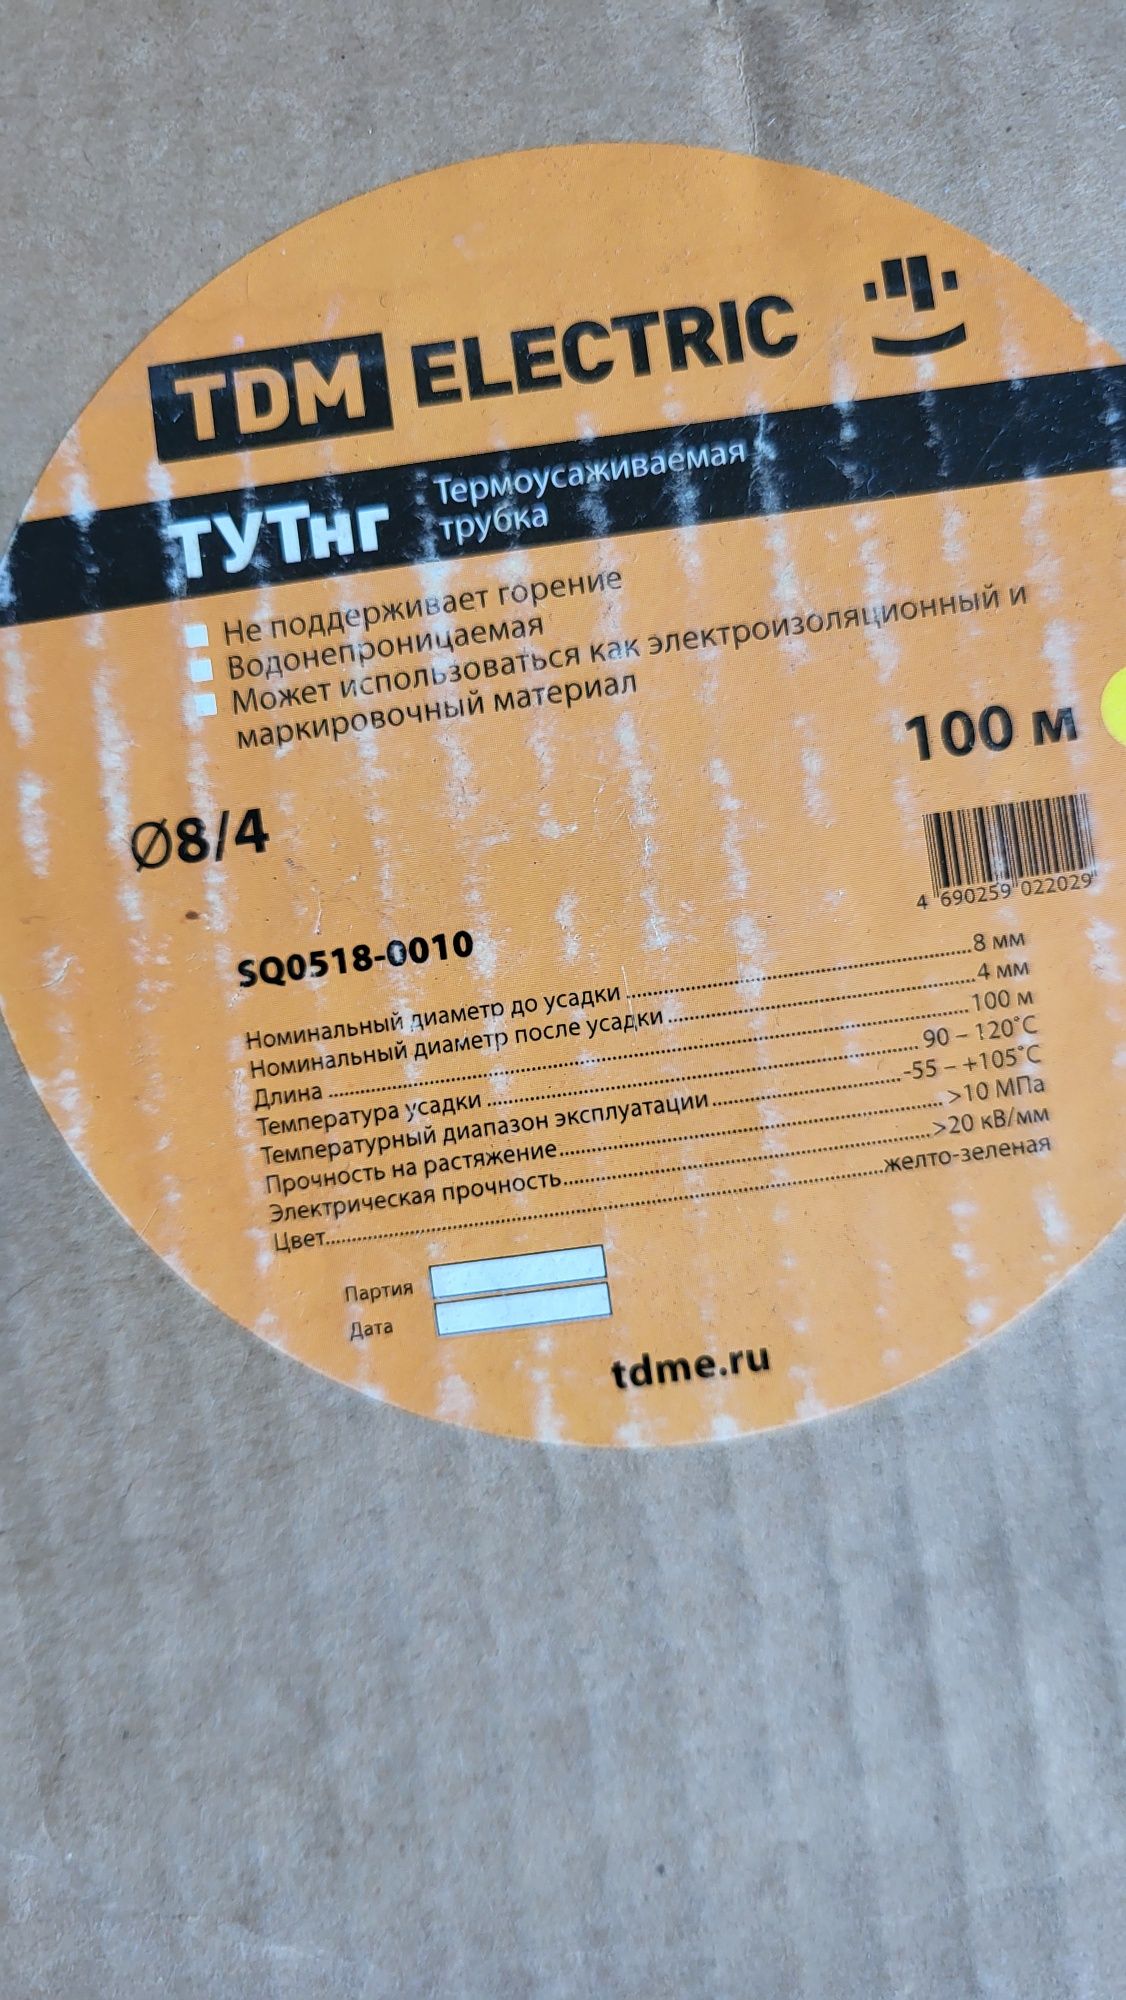 TDM ELECTRIC
ТУТнг Термоусаживаемая
трубка
Не поддерживает горение
Водонепроницаемая
Может использоваться как электроизоляционный и
маркировочный материал
100 м
Ø8/4
4 690259 022029
SQ0518-0010
Номинальный диаметр до усадки ... 8 мм
Номинальный диаметр после усадки ... 4 мм
Длина ... 100 м
Температура усадки ... 90 – 120°C
Температурный диапазон эксплуатации ... -55 – +105°C
Прочность на растяжение ... >10 МПа
Электрическая прочность ... >20 кВ/мм
Цвет ... желто-зеленая
Партия
Дата
tdme.ru